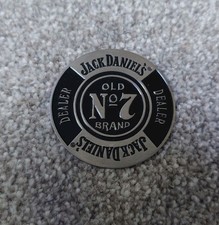 JACK DANIEL'S
DEALER
OLD
No7
BRAND
DEALER
JACK DANIEL'S